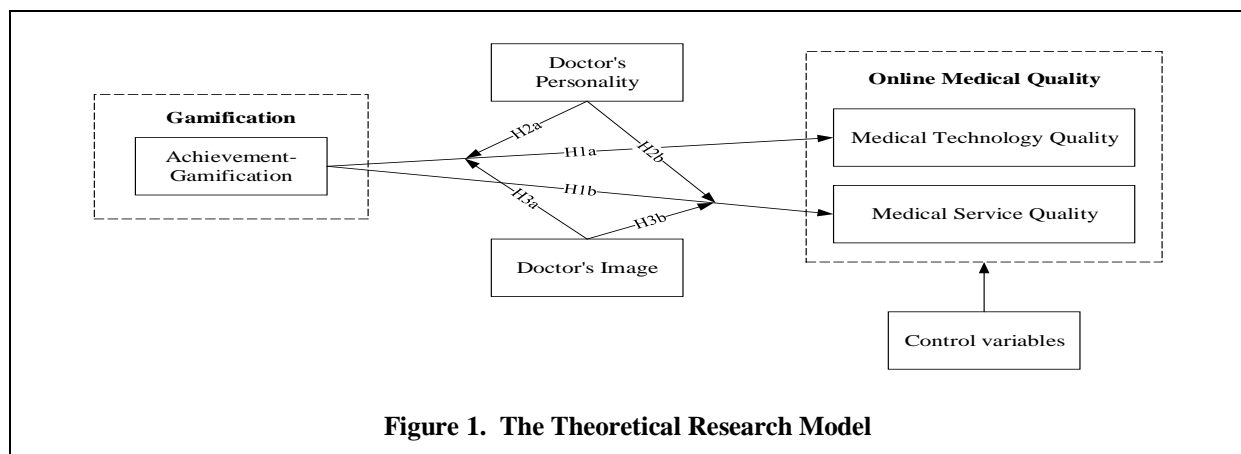 Doctor's
Personality
Online Medical Quality
Gamification
H2a
H2b
Medical Technology Quality
H1a
Achievement-
Gamification
H1b
H3a
Medical Service Quality
H3b
Doctor's Image
Control variables
Figure 1. The Theoretical Research Model